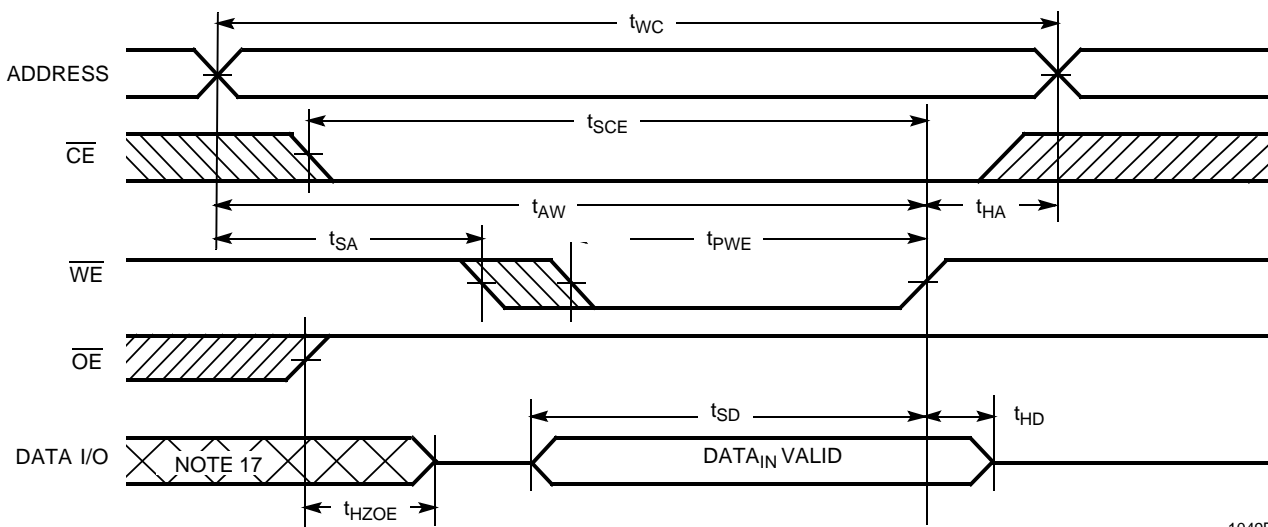 tWC
ADDRESS
tSCE
CE
tAW
tHA
tSA
tPWE
WE
OE
tSD
tHD
DATA I/O
NOTE 17
DATAIN VALID
tHZOE